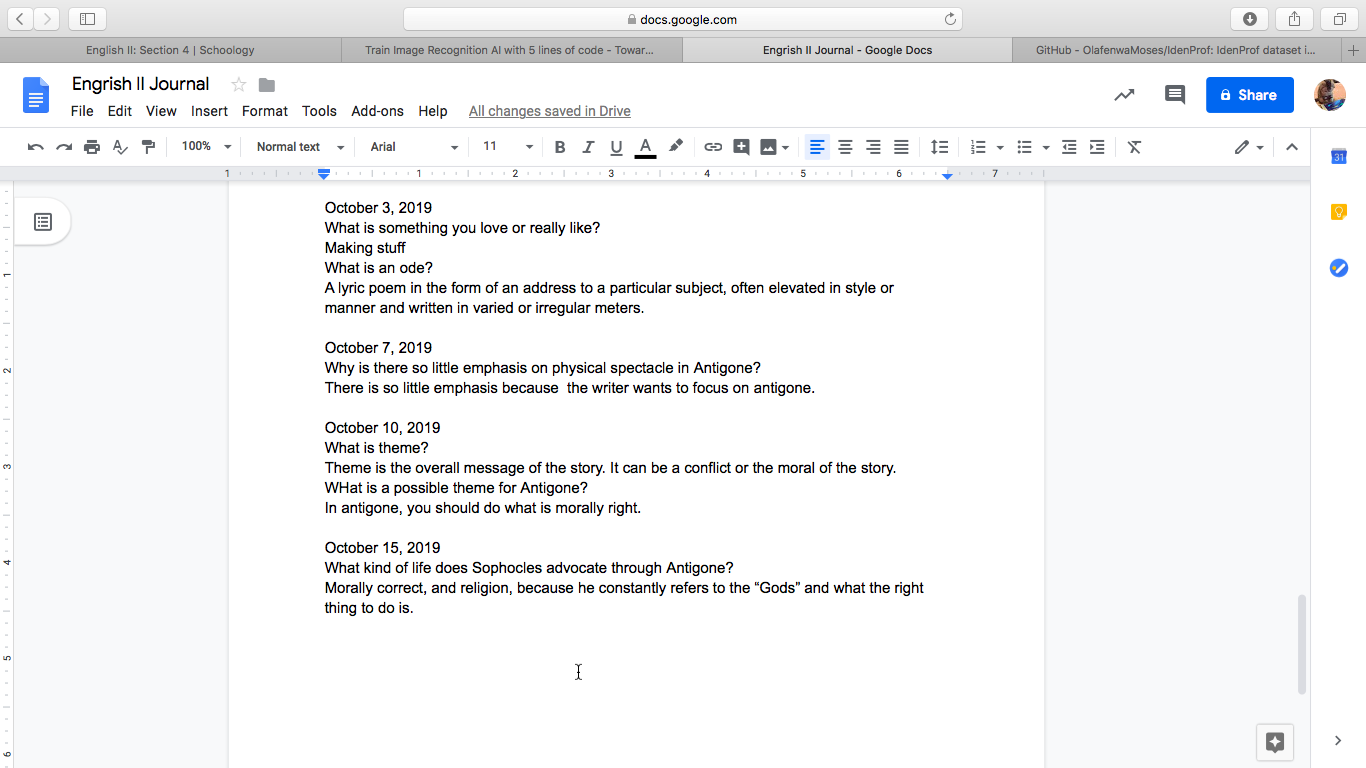 docs.google.com
English II: Section 4 | Schoology
Train Image Recognition AI with 5 lines of code - Towar...
Engrish II Journal - Google Docs
GitHub - OlafenwaMoses/IdenProf: IdenProf dataset i...
Engrish II Journal
File Edit View Insert Format Tools Add-ons Help All changes saved in Drive
Share
100% Normal text Arial 11 B I U A
1 1 2 3 4 5 6 7
31
October 3, 2019
What is something you love or really like?
Making stuff
What is an ode?
A lyric poem in the form of an address to a particular subject, often elevated in style or
manner and written in varied or irregular meters.
October 7, 2019
Why is there so little emphasis on physical spectacle in Antigone?
There is so little emphasis because  the writer wants to focus on antigone.
October 10, 2019
What is theme?
Theme is the overall message of the story. It can be a conflict or the moral of the story.
WHat is a possible theme for Antigone?
In antigone, you should do what is morally right.
October 15, 2019
What kind of life does Sophocles advocate through Antigone?
Morally correct, and religion, because he constantly refers to the “Gods” and what the right
thing to do is.
1
2
3
4
5
6